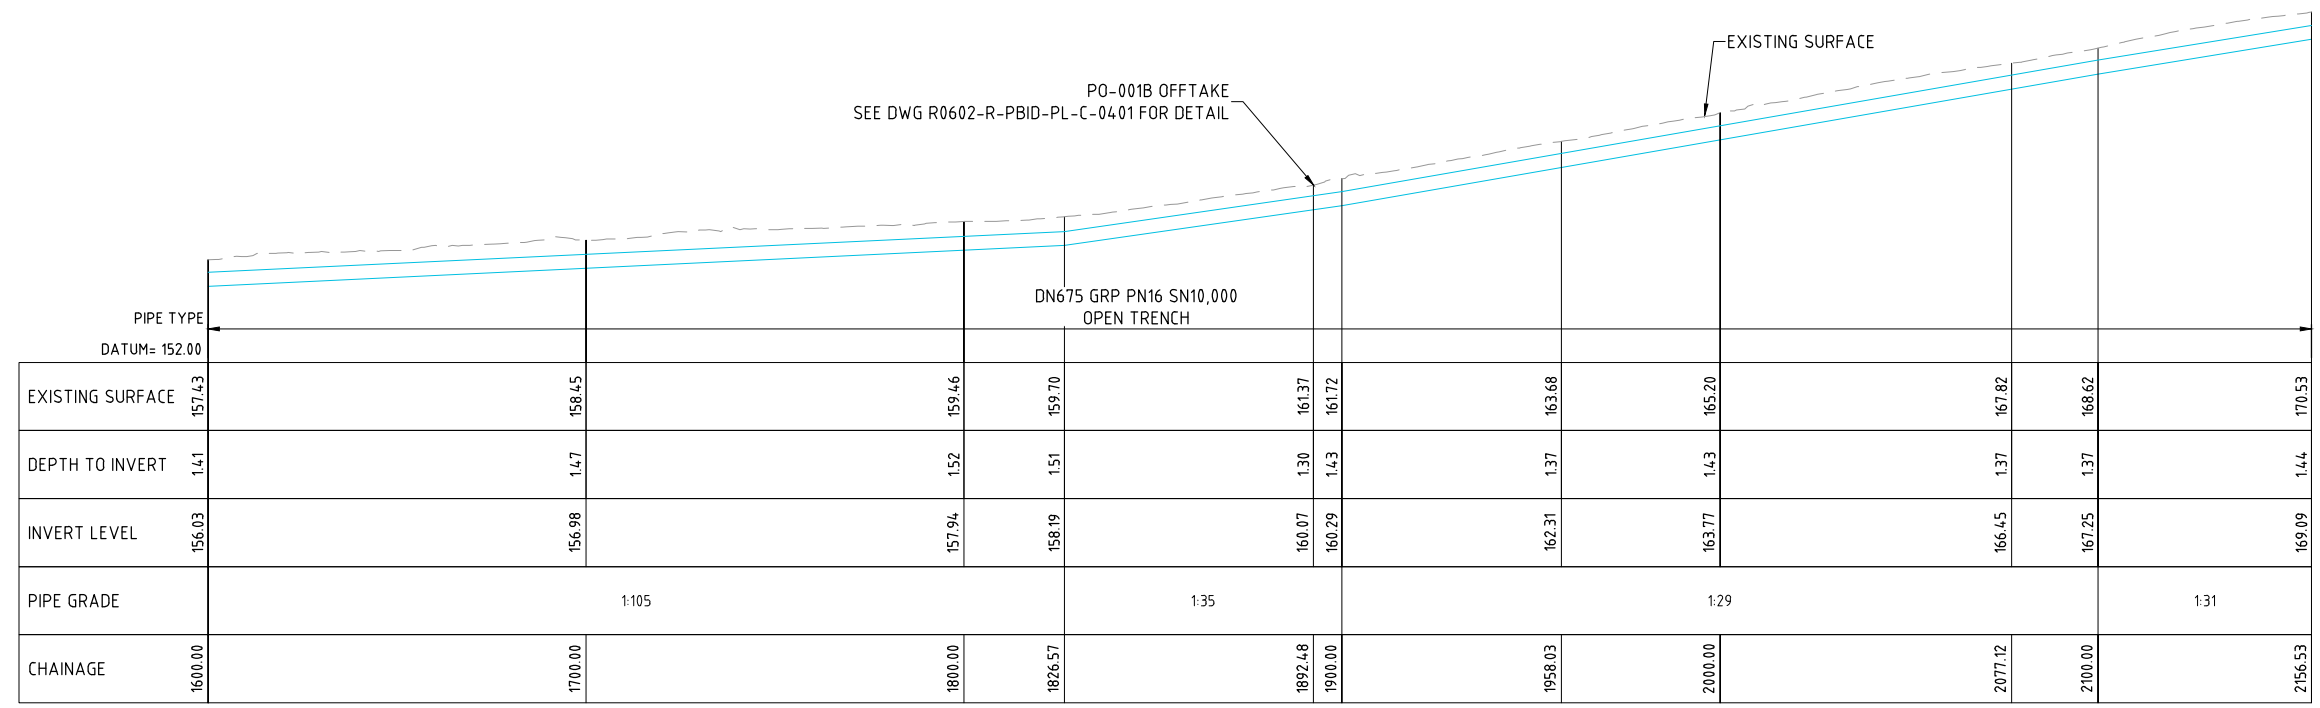 EXISTING SURFACE
PO-001B OFFTAKE
SEE DWG R0602-R-PBID-PL-C-0401 FOR DETAIL
DN675 GRP PN16 SN10,000
OPEN TRENCH
PIPE TYPE
DATUM= 152.00
EXISTING SURFACE 157.43 158.45 159.46 159.70 161.37 161.72 163.68 165.20 167.82 168.62 170.53
DEPTH TO INVERT 1.41 1.47 1.52 1.51 1.30 1.43 1.37 1.43 1.37 1.37 1.44
INVERT LEVEL 156.03 156.98 157.94 158.19 160.07 160.29 162.31 163.77 166.45 167.25 169.09
PIPE GRADE 1:105 1:35 1:29 1:31
CHAINAGE 1600.00 1700.00 1800.00 1826.57 1892.48 1900.00 1958.03 2000.00 2077.12 2100.00 2156.53